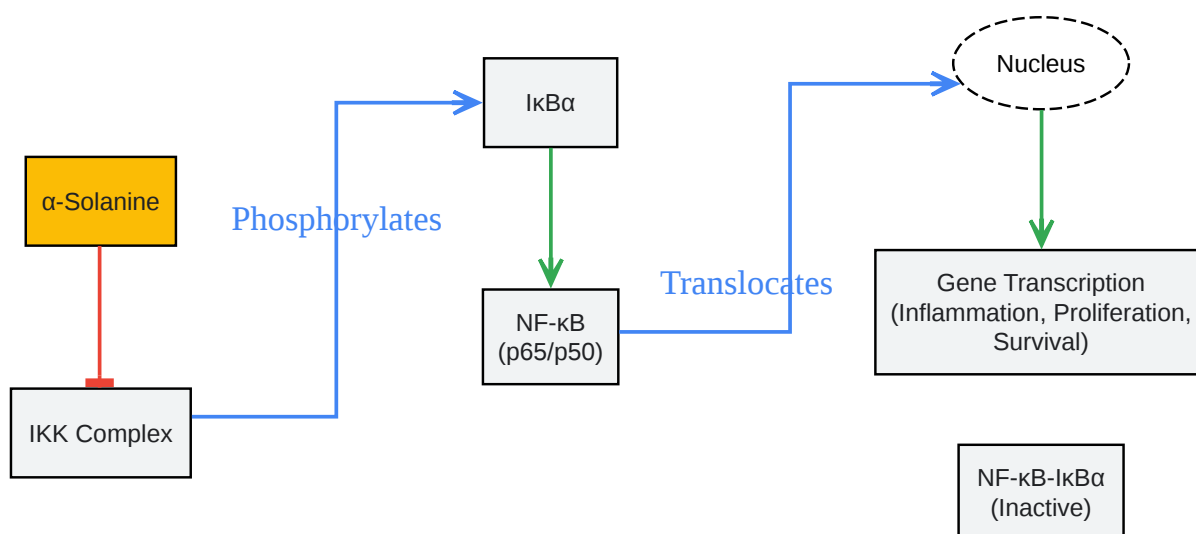 Nucleus
IκBα
α-Solanine
Phosphorylates
Translocates
Gene Transcription
(Inflammation, Proliferation,
Survival)
NF-κB
(p65/p50)
IKK Complex
NF-κB-IκBα
(Inactive)